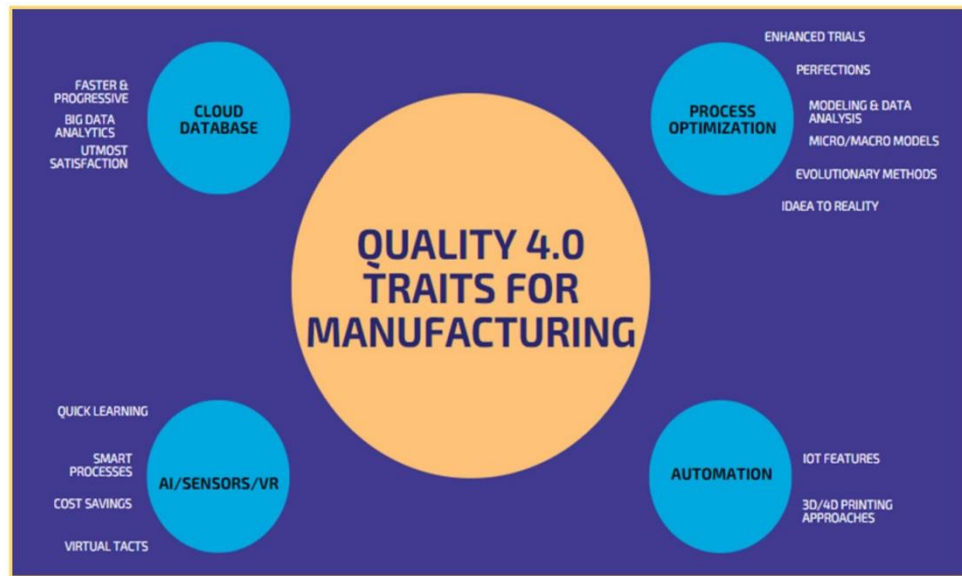 QUALITY 4.0
TRAITS FOR
MANUFACTURING
FASTER &
PROGRESSIVE
BIG DATA
ANALYTICS
UTMOST
SATISFACTION
CLOUD
DATABASE
PROCESS
OPTIMIZATION
ENHANCED TRIALS
PERFECTIONS
MODELING & DATA
ANALYSIS
MICRO/MACRO MODELS
EVOLUTIONARY METHODS
IDAEA TO REALITY
QUICK LEARNING
SMART
PROCESSES
COST SAVINGS
VIRTUAL TACTS
AI/SENSORS/VR
AUTOMATION
IOT FEATURES
3D/4D PRINTING
APPROACHES